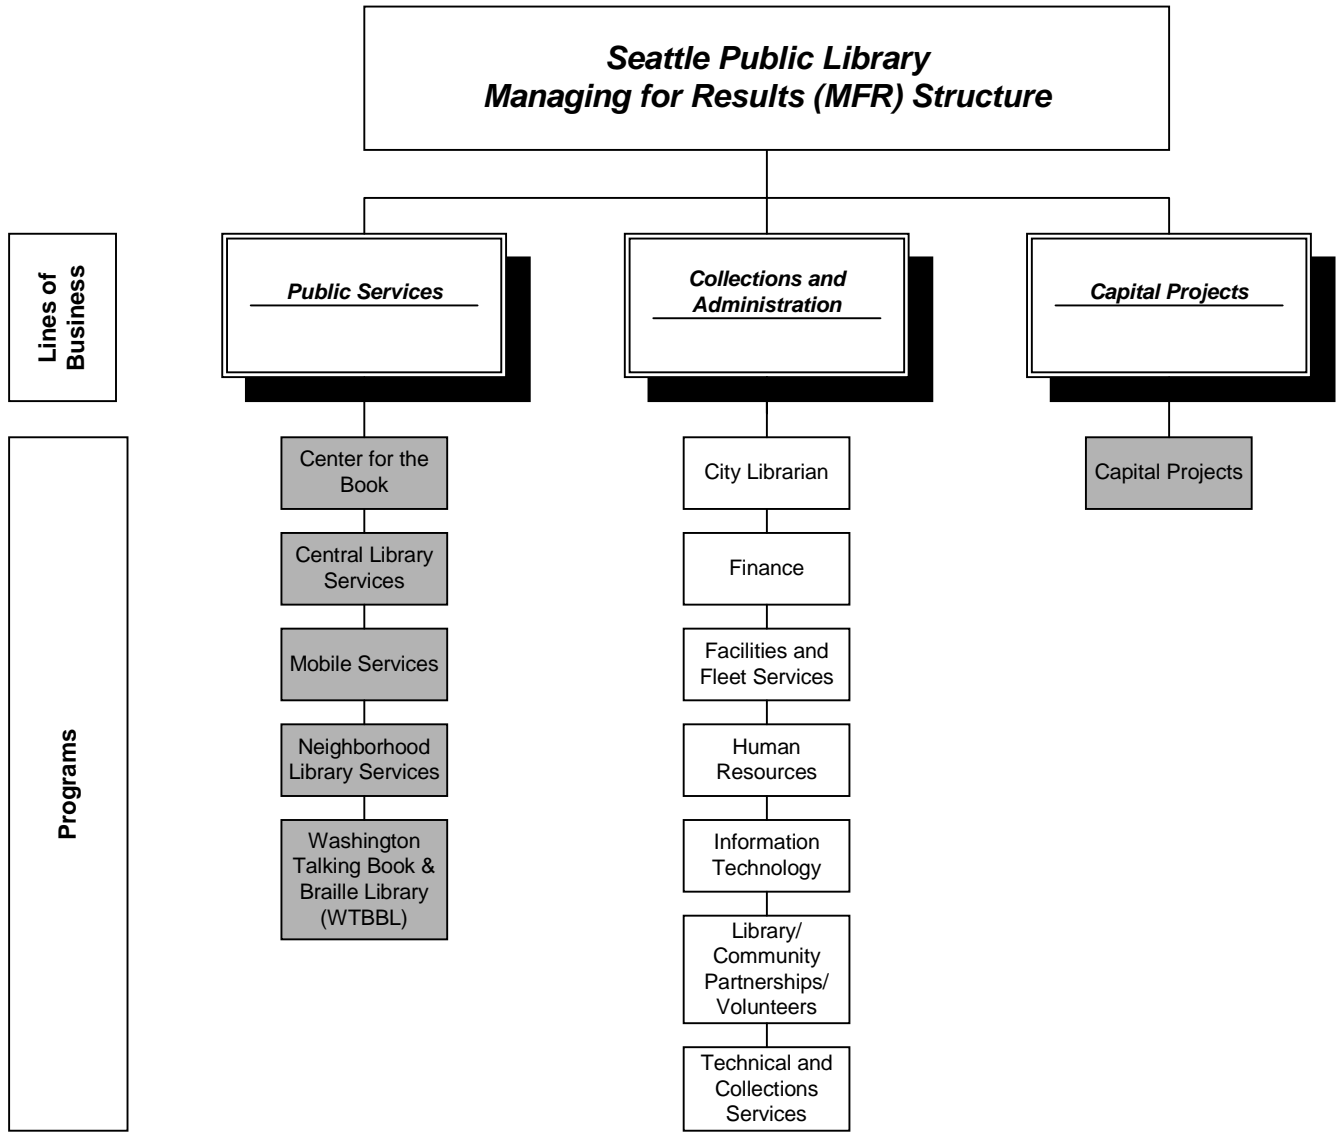 Seattle Public Library
Managing for Results (MFR) Structure
Lines of
Business
Public Services
Collections and
Administration
Capital Projects
Programs
Center for the
Book
Central Library
Services
Mobile Services
Neighborhood
Library Services
Washington
Talking Book &
Braille Library
(WTBBL)
City Librarian
Finance
Facilities and
Fleet Services
Human
Resources
Information
Technology
Library/
Community
Partnerships/
Volunteers
Technical and
Collections
Services
Capital Projects